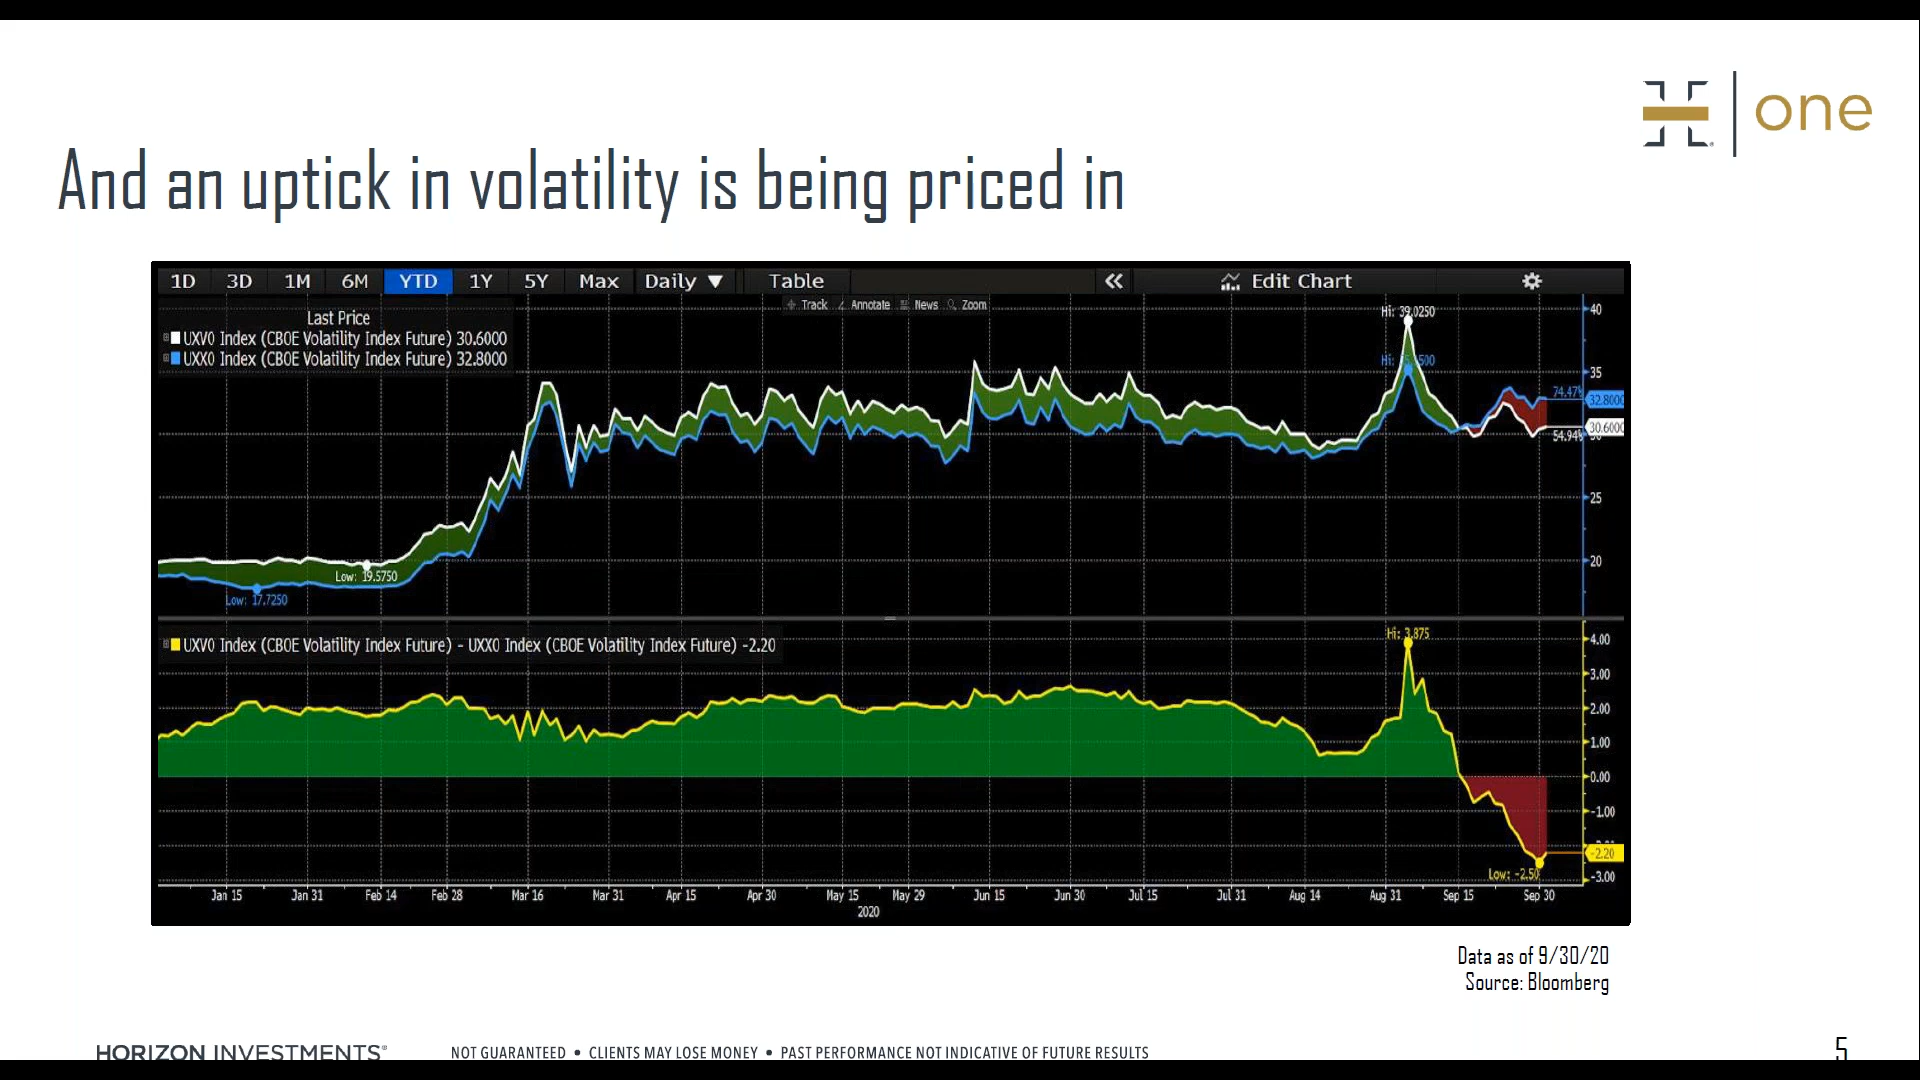 one
And an uptick in volatility is being priced in
1D 3D 1M 6M YTD 1Y 5Y Max Daily ▼ Table « Edit Chart
Track Annotate News Zoom
Last Price
UXV0 Index (CBOE Volatility Index Future) 30.6000
UXX0 Index (CBOE Volatility Index Future) 32.8000
Hi: 39.0250
Hi:
Low: 19.5750
Low: 17.7250
40
35
25
20
74.47%
32.8000
30.6000
54.94%
UXV0 Index (CBOE Volatility Index Future) - UXX0 Index (CBOE Volatility Index Future) -2.20
Hi: 3.875
Low: -2.50
4.00
3.00
2.00
1.00
0.00
-1.00
-2.20
-3.00
Jan 15 Jan 31 Feb 14 Feb 28 Mar 16 Mar 31 Apr 15 Apr 30 May 15 May 29 Jun 15 Jun 30 Jul 15 Jul 31 Aug 14 Aug 31 Sep 15 Sep 30
2020
Data as of 9/30/20
Source: Bloomberg
HORIZON INVESTMENTS®
NOT GUARANTEED • CLIENTS MAY LOSE MONEY • PAST PERFORMANCE NOT INDICATIVE OF FUTURE RESULTS
5